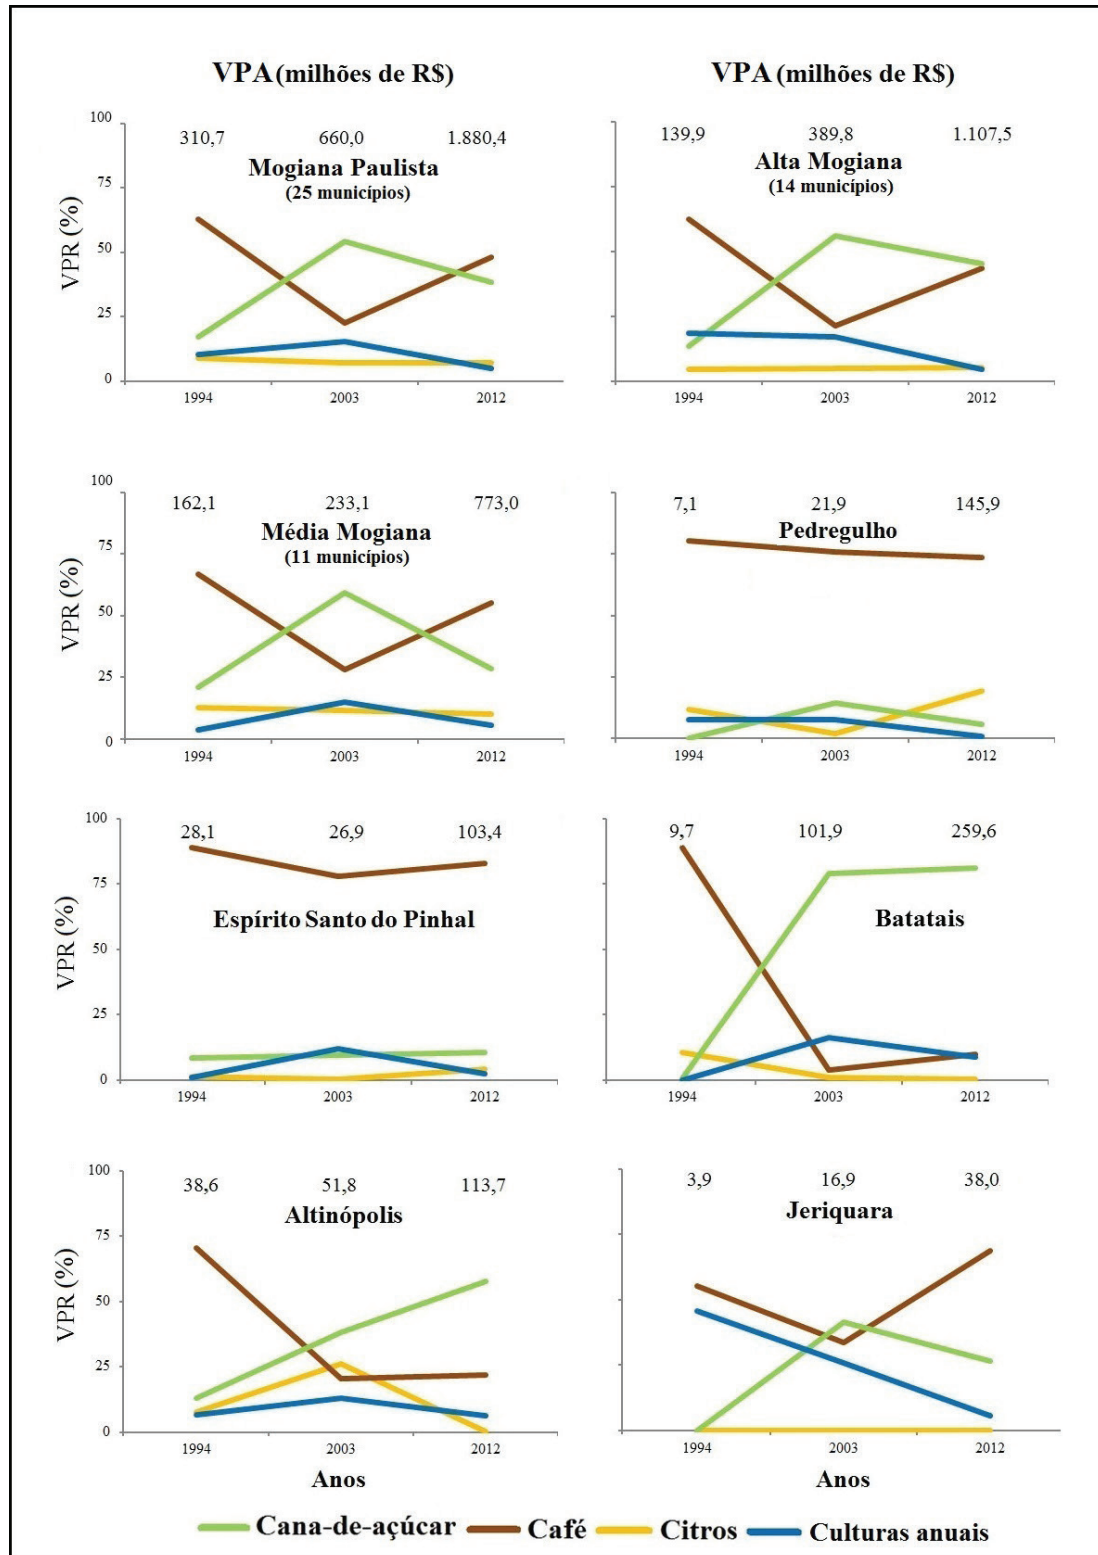 VPA (milhões de R$)
VPA (milhões de R$)
VPR (%)
100
75
50
25
0
310,7 660,0 1.880,4
Mogiana Paulista
(25 municípios)
1994 2003 2012
139,9 389,8 1.107,5
Alta Mogiana
(14 municípios)
1994 2003 2012
VPR (%)
100
75
50
25
0
162,1 233,1 773,0
Média Mogiana
(11 municípios)
1994 2003 2012
7,1 21,9 145,9
Pedregulho
1994 2003 2012
VPR (%)
100
75
50
25
0
28,1 26,9 103,4
Espírito Santo do Pinhal
1994 2003 2012
9,7 101,9 259,6
Batatais
1994 2003 2012
VPR (%)
100
75
50
25
0
38,6 51,8 113,7
Altinópolis
1994 2003 2012
Anos
3,9 16,9 38,0
Jeriquara
1994 2003 2012
Anos
Cana-de-açúcar Café Citros Culturas anuais